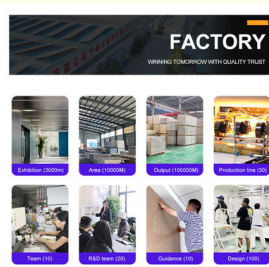 FACTORY
WINNING TOMORROW WITH QUALITY TRUST
Exhibition (3000m)
Area (10000M)
Output (100000M)
Production line (30)
Team (10)
R&D team (20)
Guidance (10)
Design (100)